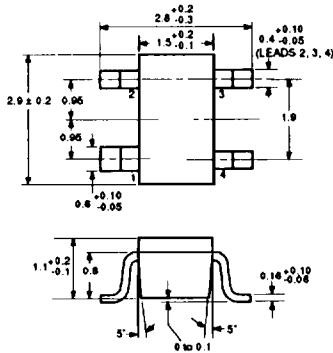 2.8 +0.2 -0.3
1.5 +0.2 -0.1
0.4 +0.10 -0.05
(LEADS 2, 3, 4)
2 3
2.9 ± 0.2
0.95
0.95
1.9
1 4
0.6 +0.10 -0.05
1.1 +0.2 -0.1
0.8
0.16 +0.10 -0.06
5° 5°
0 to 0.1